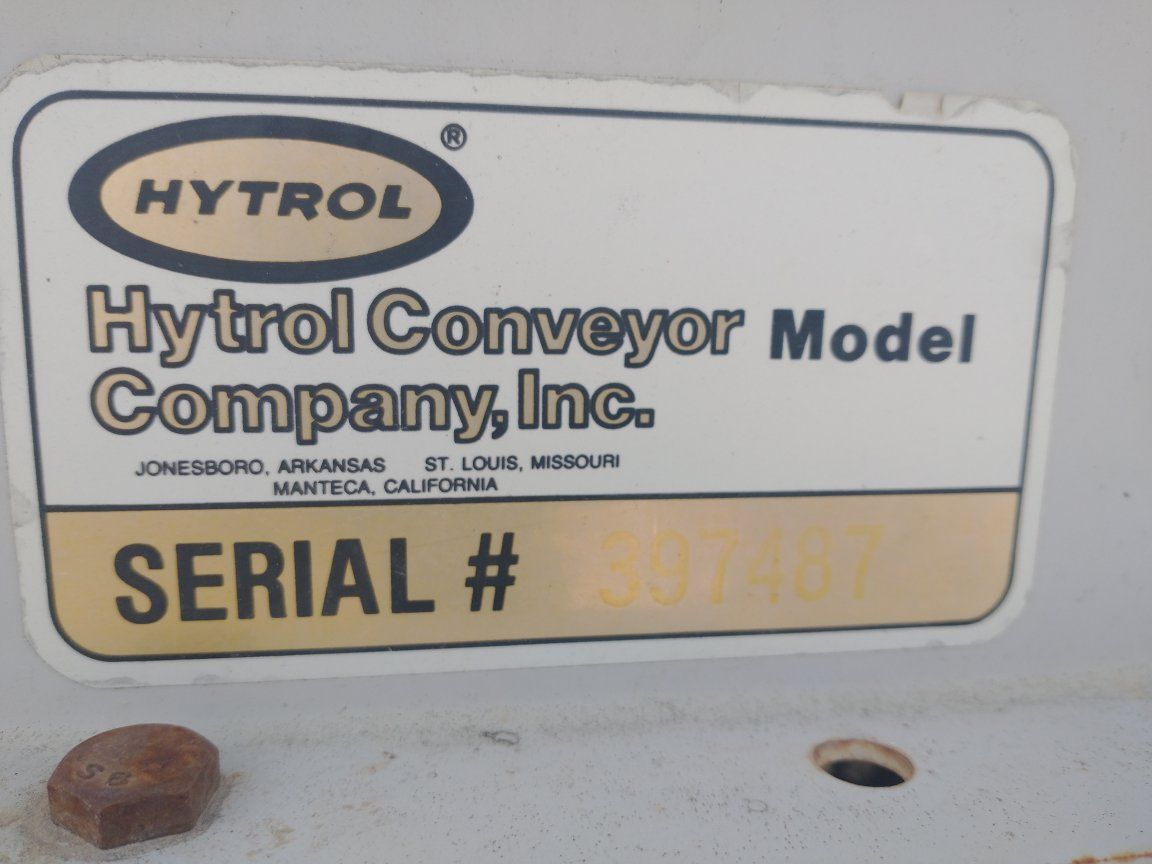 HYTROL ®
Hytrol Conveyor Model
Company, Inc.
JONESBORO, ARKANSAS ST. LOUIS, MISSOURI
MANTECA, CALIFORNIA
SERIAL # 397487